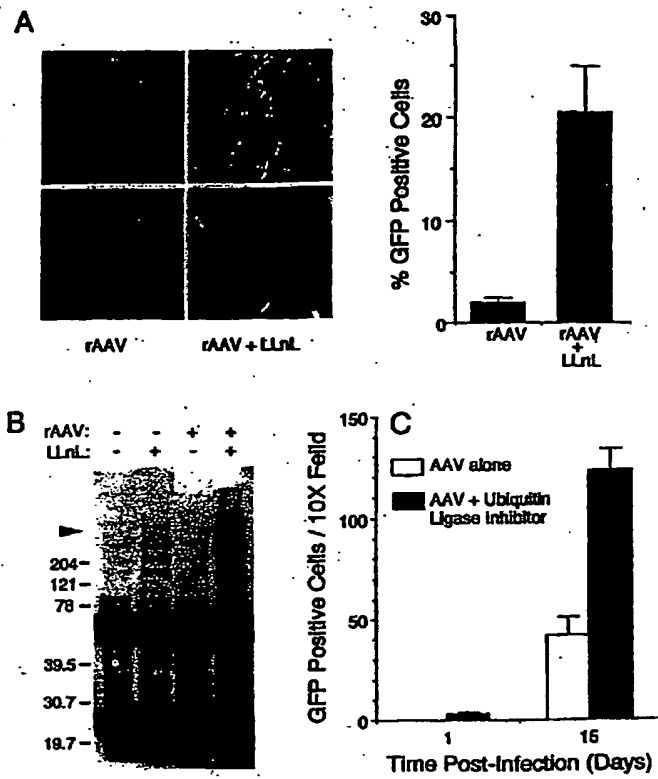 A
30
20
10
0
% GFP Positive Cells
rAAV
rAAV + LLnL
rAAV
rAAV
+
LLnL
B
rAAV: - - + +
LLnL: - + - +
204
121
78
39.5
30.7
19.7
C
150
100
50
0
GFP Positive Cells / 10X Feild
AAV alone
AAV + Ubiquitin
Ligase Inhibitor
1
15
Time Post-Infection (Days)